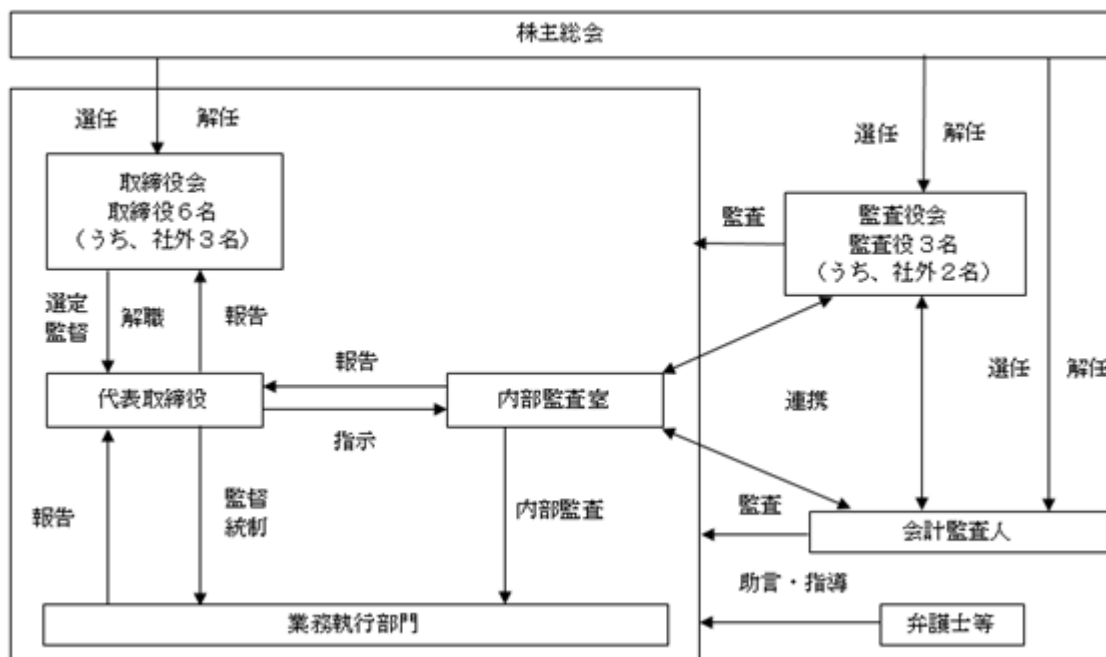 株主総会
選任
解任
選任
解任
取締役会
取締役6名
(うち、社外3名)
監査
監査役会
監査役3名
(うち、社外2名)
選定
監督
解職
報告
報告
選任
解任
代表取締役
内部監査室
連携
指示
報告
監督
統制
内部監査
監査
会計監査人
助言・指導
業務執行部門
弁護士等